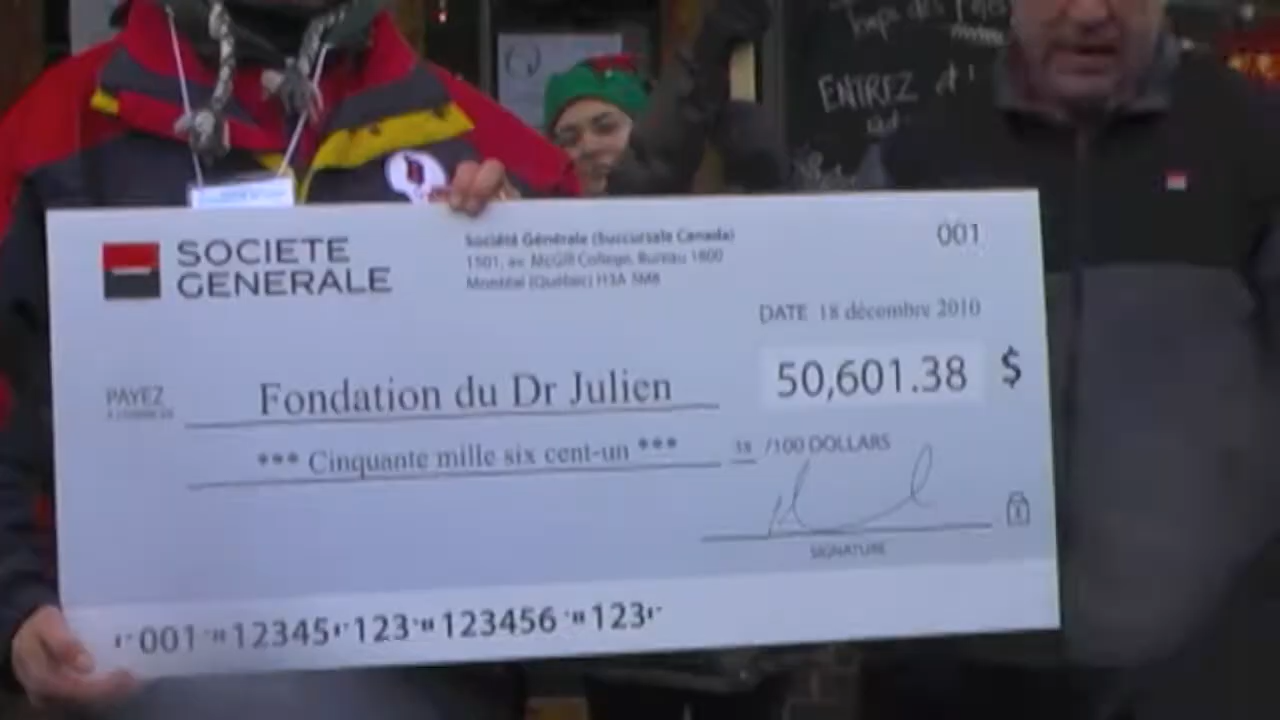 ENTREZ et
SOCIETE
GENERALE
Société Générale (Succursale Canada)
1501, av. McGill College, Bureau 1800
Montréal (Québec) H3A 3M8
001
DATE 18 décembre 2010
PAYEZ
Fondation du Dr Julien
50,601.38 $
*** Cinquante mille six cent-un ***
/100 DOLLARS
SIGNATURE
⑆001⑈12345⑆123⑈123456⑈123⑆